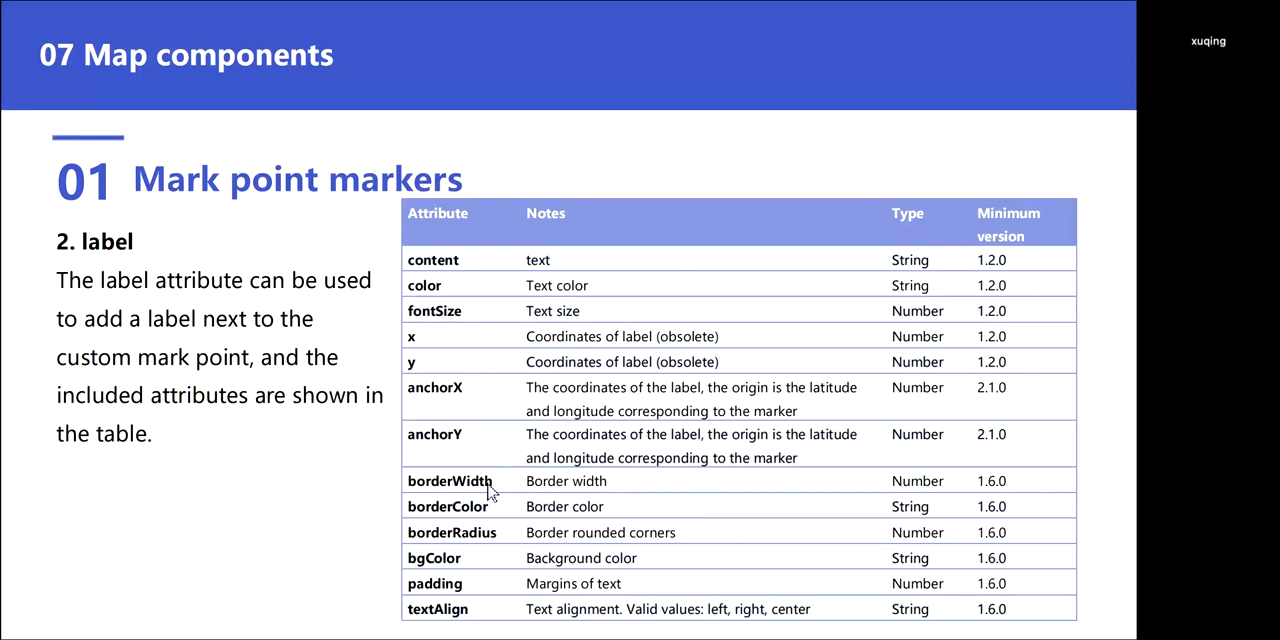 07 Map components
xuqing
01 Mark point markers
2. label
The label attribute can be used
to add a label next to the
custom mark point, and the
included attributes are shown in
the table.
Attribute Notes Type Minimum
version
content text String 1.2.0
color Text color String 1.2.0
fontSize Text size Number 1.2.0
x Coordinates of label (obsolete) Number 1.2.0
y Coordinates of label (obsolete) Number 1.2.0
anchorX The coordinates of the label, the origin is the latitude Number 2.1.0
and longitude corresponding to the marker
anchorY The coordinates of the label, the origin is the latitude Number 2.1.0
and longitude corresponding to the marker
borderWidth Border width Number 1.6.0
borderColor Border color String 1.6.0
borderRadius Border rounded corners Number 1.6.0
bgColor Background color String 1.6.0
padding Margins of text Number 1.6.0
textAlign Text alignment. Valid values: left, right, center String 1.6.0